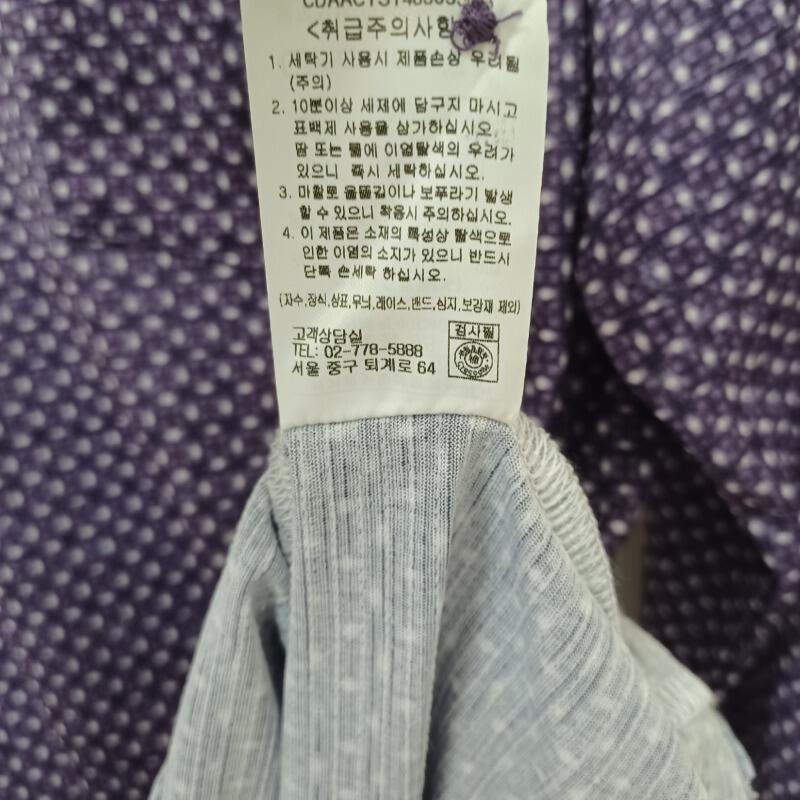 <취급주의사항
1. 세탁기 사용시 제품손상 우려됨
(주의)
2. 10분이상 세제에 담구지 마시고
표백제 사용을 삼가하십시오.
땀 또는 물에 이염탈색의 우려가
있으니 즉시 세탁하십시오.
3. 마찰로 올뜯김이나 보푸라기 발생
할 수 있으니 착용시 주의하십시오.
4. 이 제품은 소재의 특성상 탈색으로
인한 이염의 소지가 있으니 반드시
단독 손세탁 하십시오.
(자수,장식,상표,무늬,레이스,밴드,심지,보강재 제외)
고객상담실
TEL: 02-778-5888
서울 중구 퇴계로 64
검사필